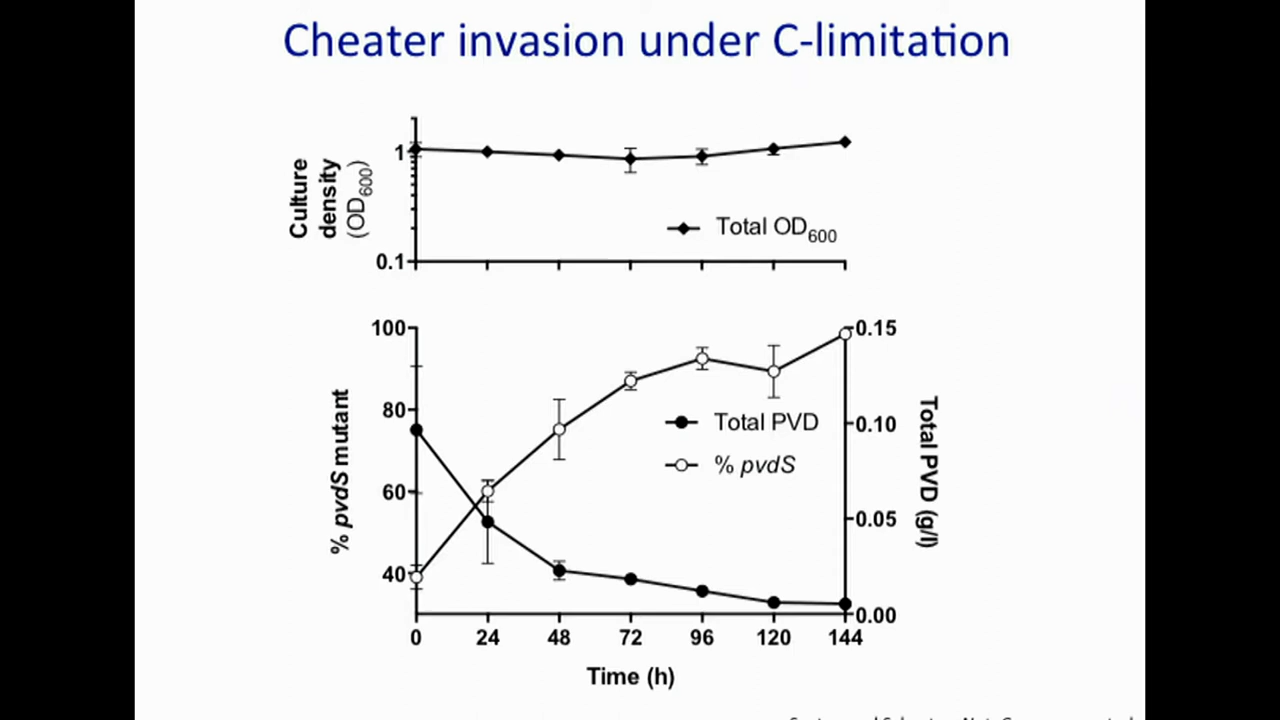 Cheater invasion under C-limitation
Culture
density
(OD600)
1
0.1
Total OD600
% pvdS mutant
100
80
60
40
Total PVD
% pvdS
0.15
0.10
0.05
0.00
Total PVD (g/l)
0 24 48 72 96 120 144
Time (h)